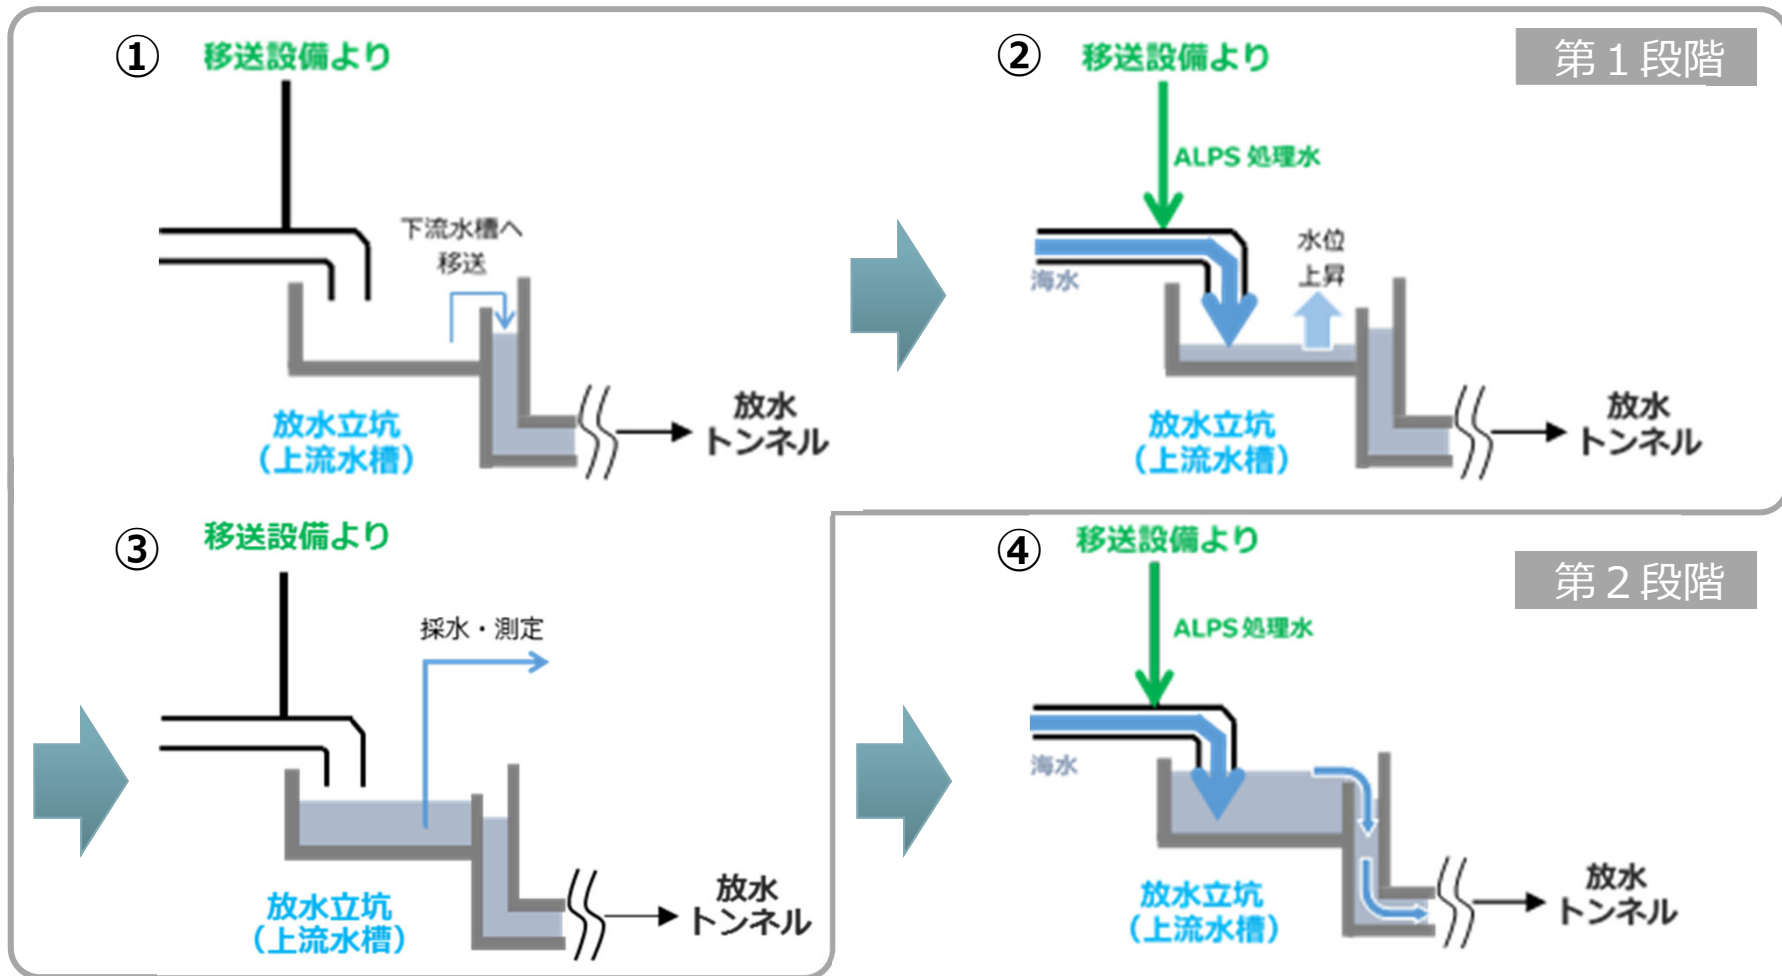 第1段階
①
移送設備より
下流水槽へ
移送
放水立坑
（上流水槽）
放水
トンネル
②
移送設備より
ALPS 処理水
海水
水位
上昇
放水立坑
（上流水槽）
放水
トンネル
③
移送設備より
採水・測定
放水立坑
（上流水槽）
放水
トンネル
第2段階
④
移送設備より
ALPS 処理水
海水
放水立坑
（上流水槽）
放水
トンネル